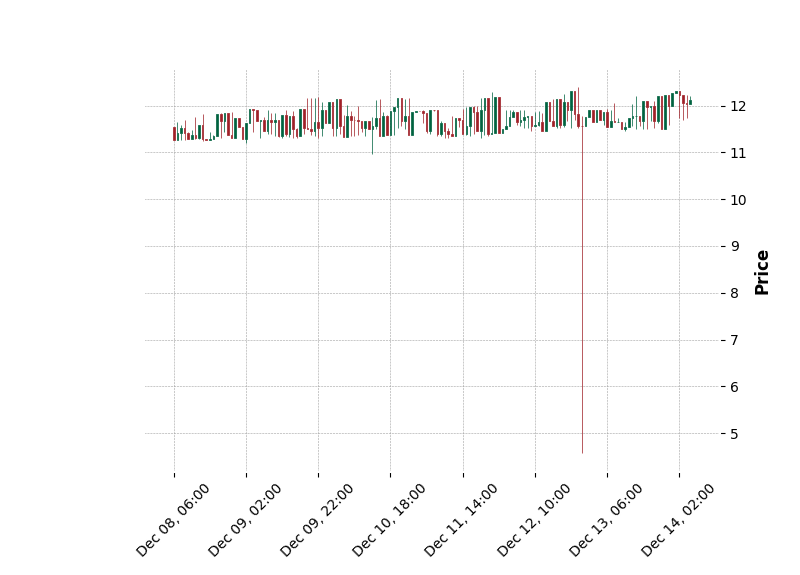 12
11
10
9
8
7
6
5
Price
Dec 08, 06:00
Dec 09, 02:00
Dec 09, 22:00
Dec 10, 18:00
Dec 11, 14:00
Dec 12, 10:00
Dec 13, 06:00
Dec 14, 02:00